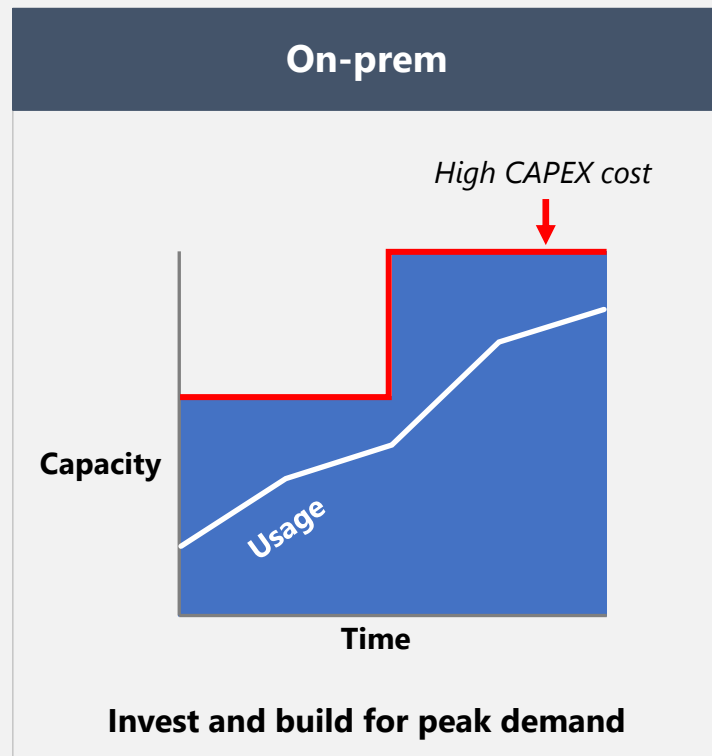 On-prem
High CAPEX cost
Capacity
Usage
Time
Invest and build for peak demand